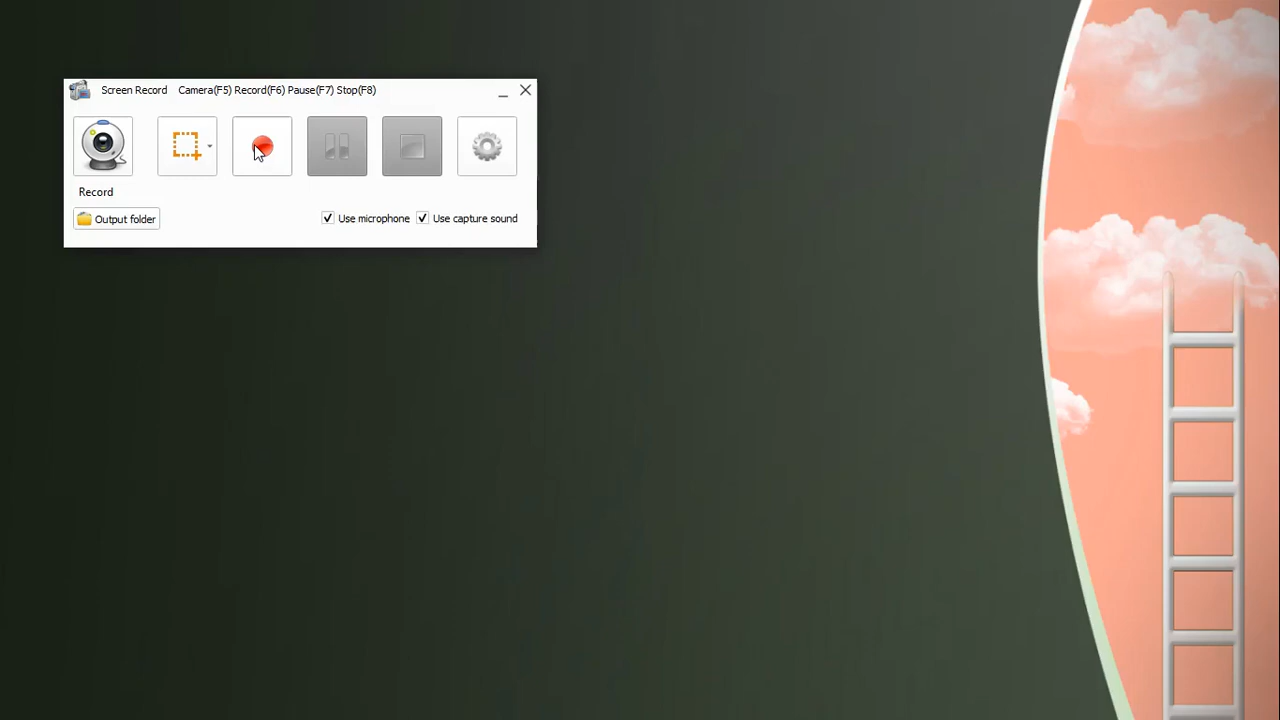 Screen Record Camera(F5) Record(F6) Pause(F7) Stop(F8)
Record
Output folder
Use microphone
Use capture sound